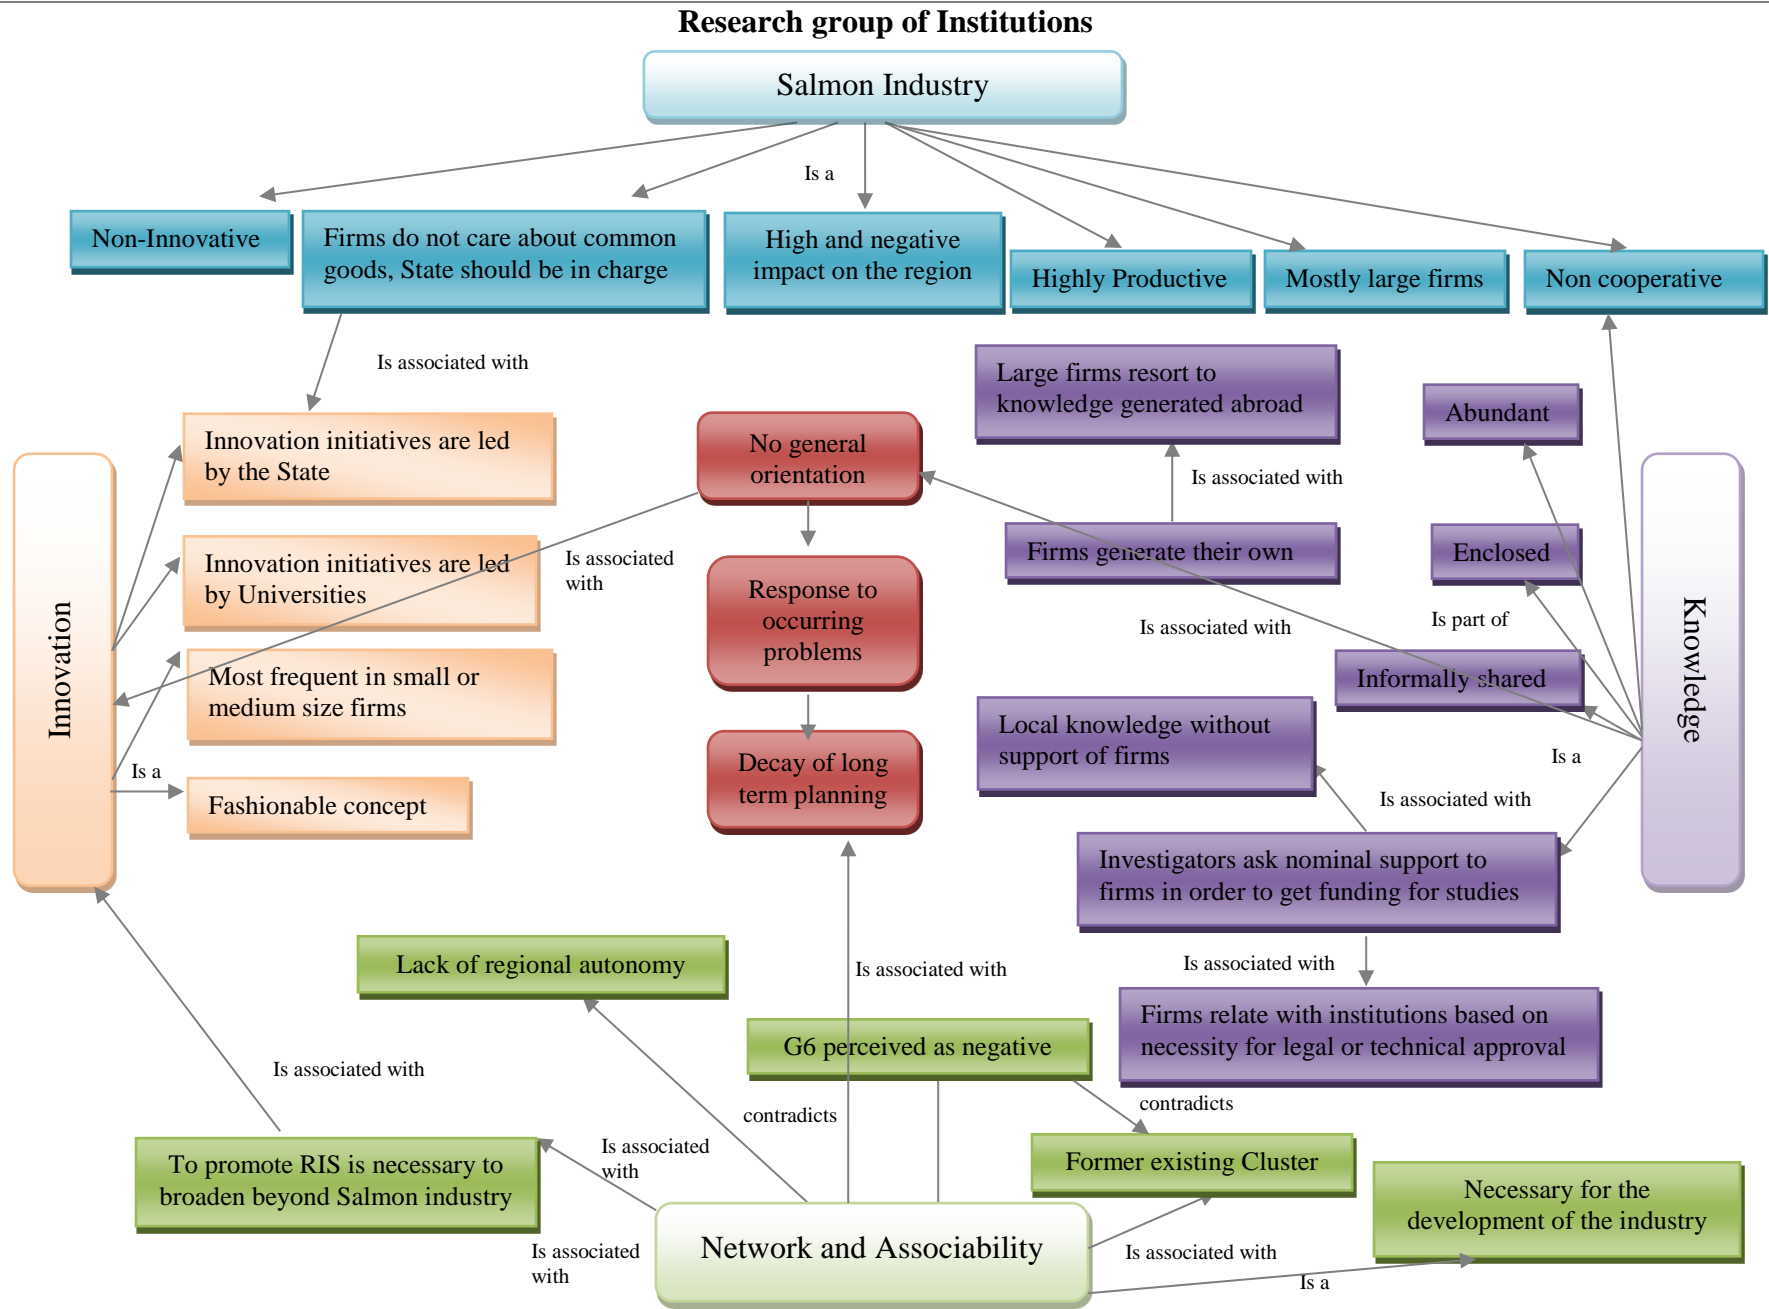 Research group of Institutions
Salmon Industry
Is a
Non-Innovative
Firms do not care about common
goods, State should be in charge
High and negative
impact on the region
Highly Productive
Mostly large firms
Non cooperative
Is associated with
Large firms resort to
knowledge generated abroad
Abundant
Innovation initiatives are led
by the State
No general
orientation
Is associated with
Firms generate their own
Enclosed
Innovation initiatives are led
by Universities
Is associated
with
Response to
occurring
problems
Is associated with
Is part of
Innovation
Knowledge
Most frequent in small or
medium size firms
Informally shared
Local knowledge without
support of firms
Is a
Is a
Fashionable concept
Decay of long
term planning
Is associated with
Investigators ask nominal support to
firms in order to get funding for studies
Lack of regional autonomy
Is associated with
Is associated with
Firms relate with institutions based on
necessity for legal or technical approval
G6 perceived as negative
Is associated with
contradicts
contradicts
To promote RIS is necessary to
broaden beyond Salmon industry
Is associated
with
Former existing Cluster
Necessary for the
development of the industry
Network and Associability
Is associated
with
Is associated with
Is a